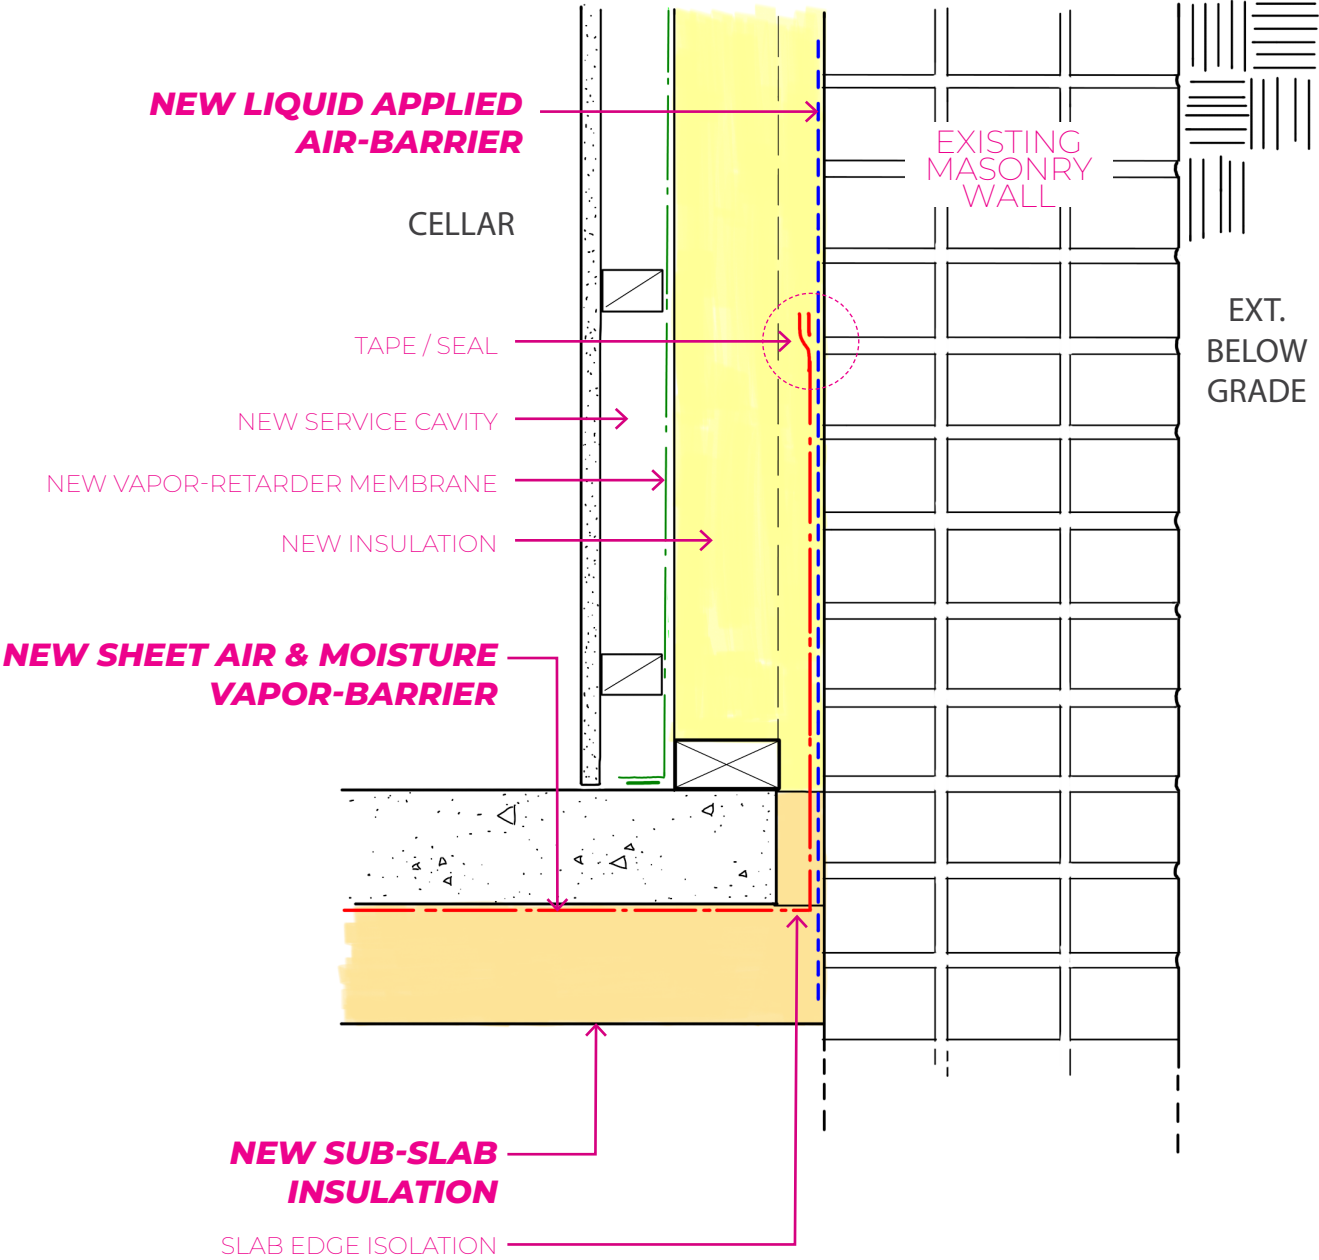 NEW LIQUID APPLIED
AIR-BARRIER
EXISTING
MASONRY
WALL
CELLAR
EXT.
BELOW
GRADE
TAPE / SEAL
NEW SERVICE CAVITY
NEW VAPOR-RETARDER MEMBRANE
NEW INSULATION
NEW SHEET AIR & MOISTURE
VAPOR-BARRIER
NEW SUB-SLAB
INSULATION
SLAB EDGE ISOLATION